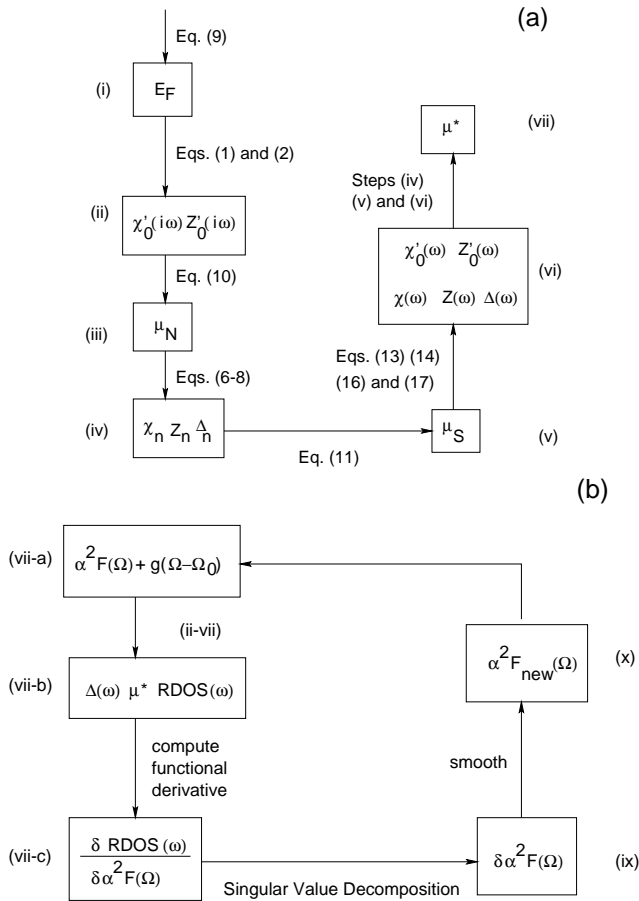 (a)
Eq. (9)
(i)
E_F
Eqs. (1) and (2)
(ii)
χ'_0(iω) Z'_0(iω)
Eq. (10)
(iii)
μ_N
Eqs. (6-8)
(iv)
χ_n Z_n Δ_n
Eq. (11)
μ_S
(v)
Eqs. (13) (14)
(16) and (17)
χ'_0(ω) Z'_0(ω)
χ(ω) Z(ω) Δ(ω)
(vi)
Steps (iv)
(v) and (vi)
μ*
(vii)
(b)
(vii-a)
α²F(Ω)+ g(Ω−Ω_0)
(ii-vii)
(vii-b)
Δ(ω) μ* RDOS(ω)
compute
functional
derivative
(vii-c)
δ RDOS(ω)
δα²F(Ω)
Singular Value Decomposition
δα²F(Ω)
(ix)
smooth
α²F_new(Ω)
(x)